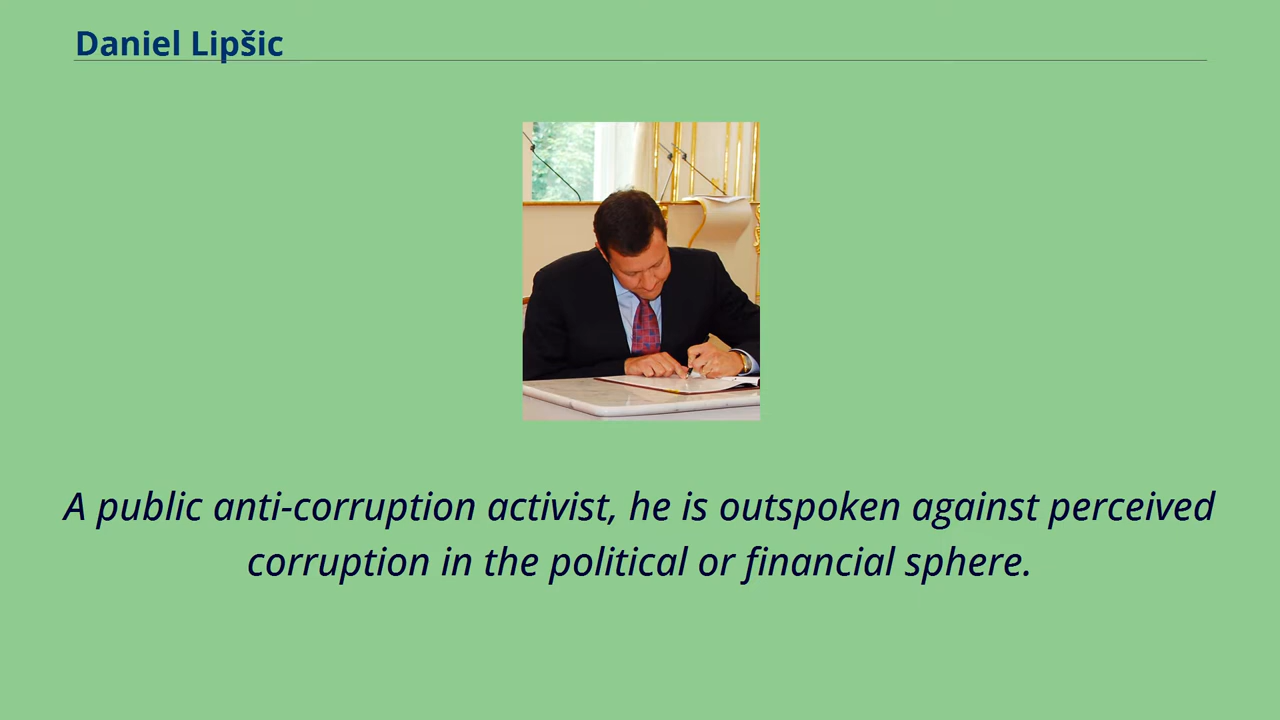 Daniel Lipšic
A public anti-corruption activist, he is outspoken against perceived
corruption in the political or financial sphere.